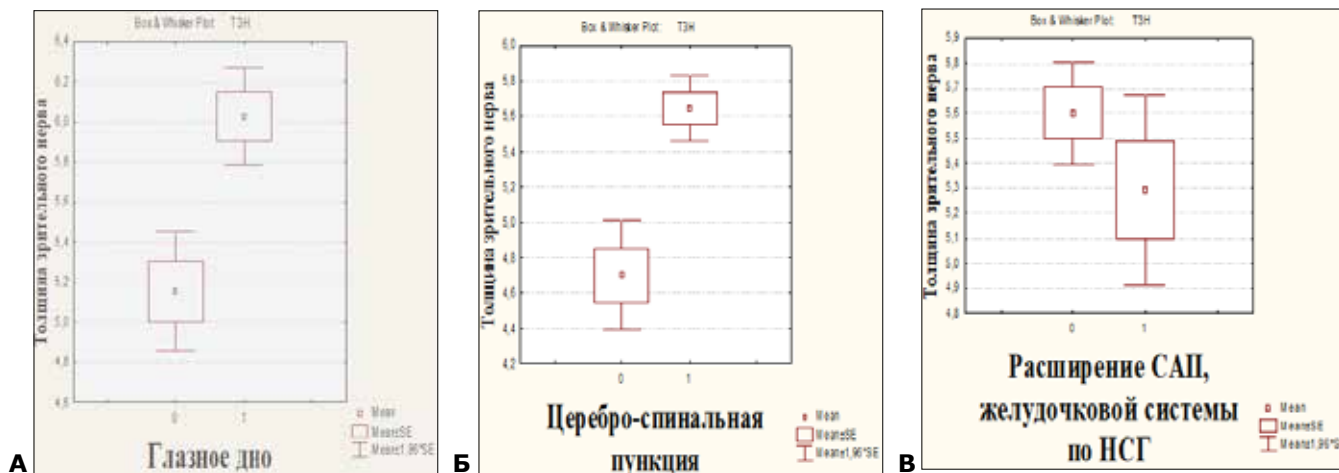 Box & Whisker Plot: ТЗН
Толщина зрительного нерва
6,4
6,2
6,0
5,8
5,6
5,4
5,2
5,0
4,8
4,6
0 1
Глазное дно
Mean
Mean±SE
Mean±1,96*SE
А
Box & Whisker Plot: ТЗН
Толщина зрительного нерва
6,0
5,8
5,6
5,4
5,2
5,0
4,8
4,6
4,4
4,2
0 1
Церебро-спинальная
пункция
Mean
Mean±SE
Mean±1,96*SE
Б
Box & Whisker Plot: ТЗН
Толщина зрительного нерва
5,9
5,8
5,7
5,6
5,5
5,4
5,3
5,2
5,1
5,0
4,9
4,8
0 1
Расширение САП,
желудочковой системы
по НСГ
Mean
Mean±SE
Mean±1,96*SE
В